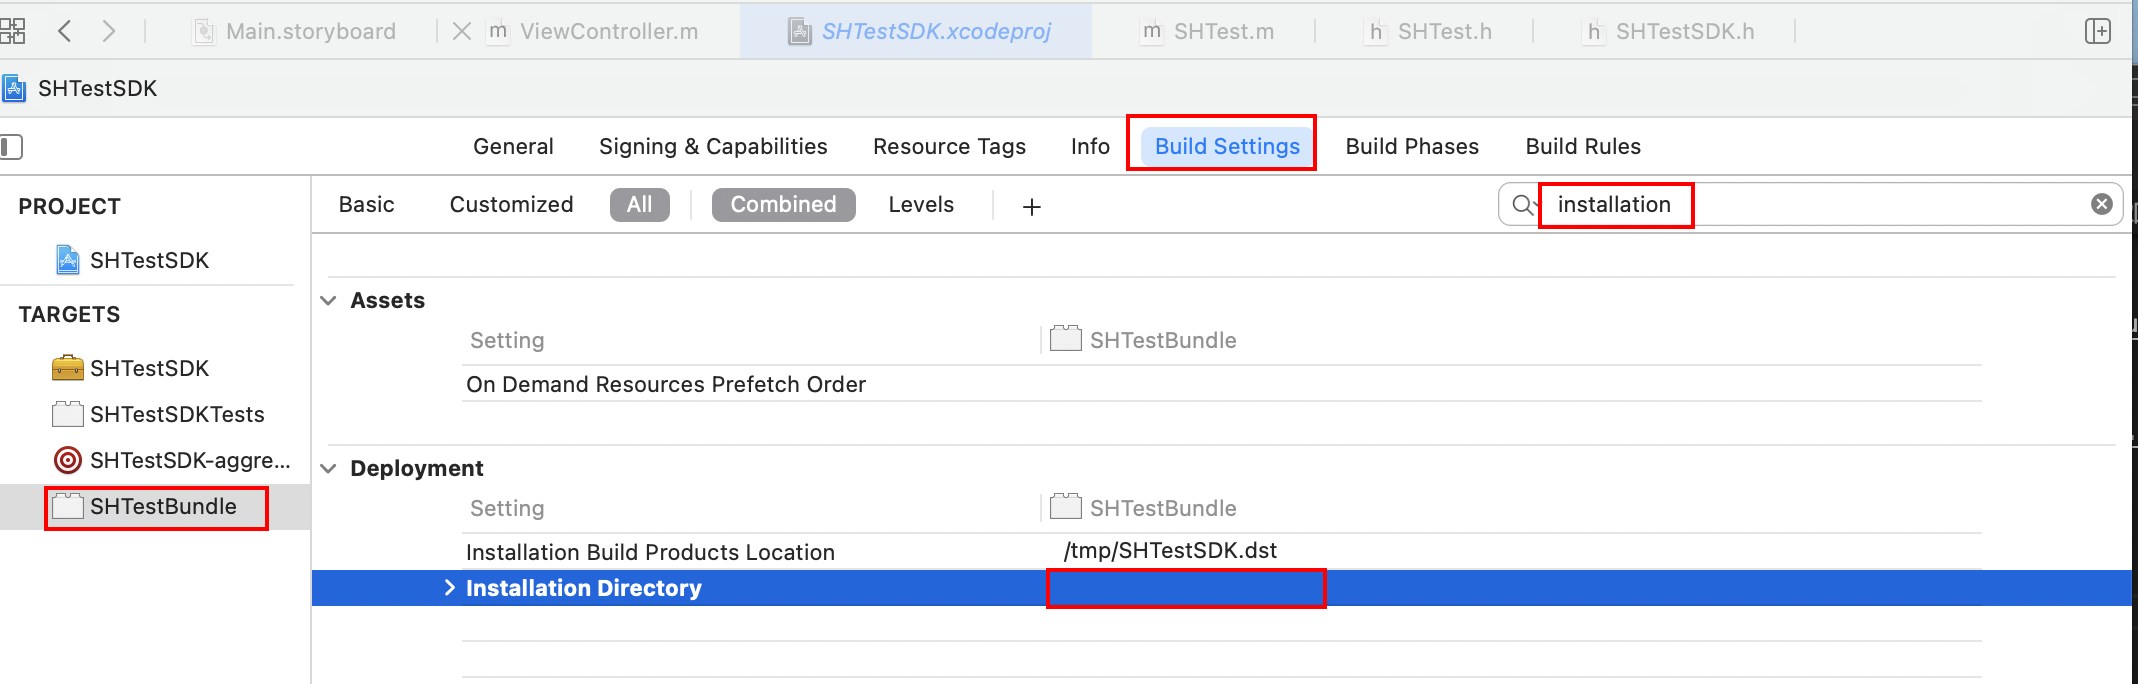 Main.storyboard m ViewController.m SHTestSDK.xcodeproj m SHTest.m h SHTest.h h SHTestSDK.h
SHTestSDK
General Signing & Capabilities Resource Tags Info Build Settings Build Phases Build Rules
PROJECT
Basic Customized All Combined Levels + installation
SHTestSDK
TARGETS
SHTestSDK
SHTestSDKTests
SHTestSDK-aggre...
SHTestBundle
Assets
Setting SHTestBundle
On Demand Resources Prefetch Order
Deployment
Setting SHTestBundle
Installation Build Products Location /tmp/SHTestSDK.dst
Installation Directory